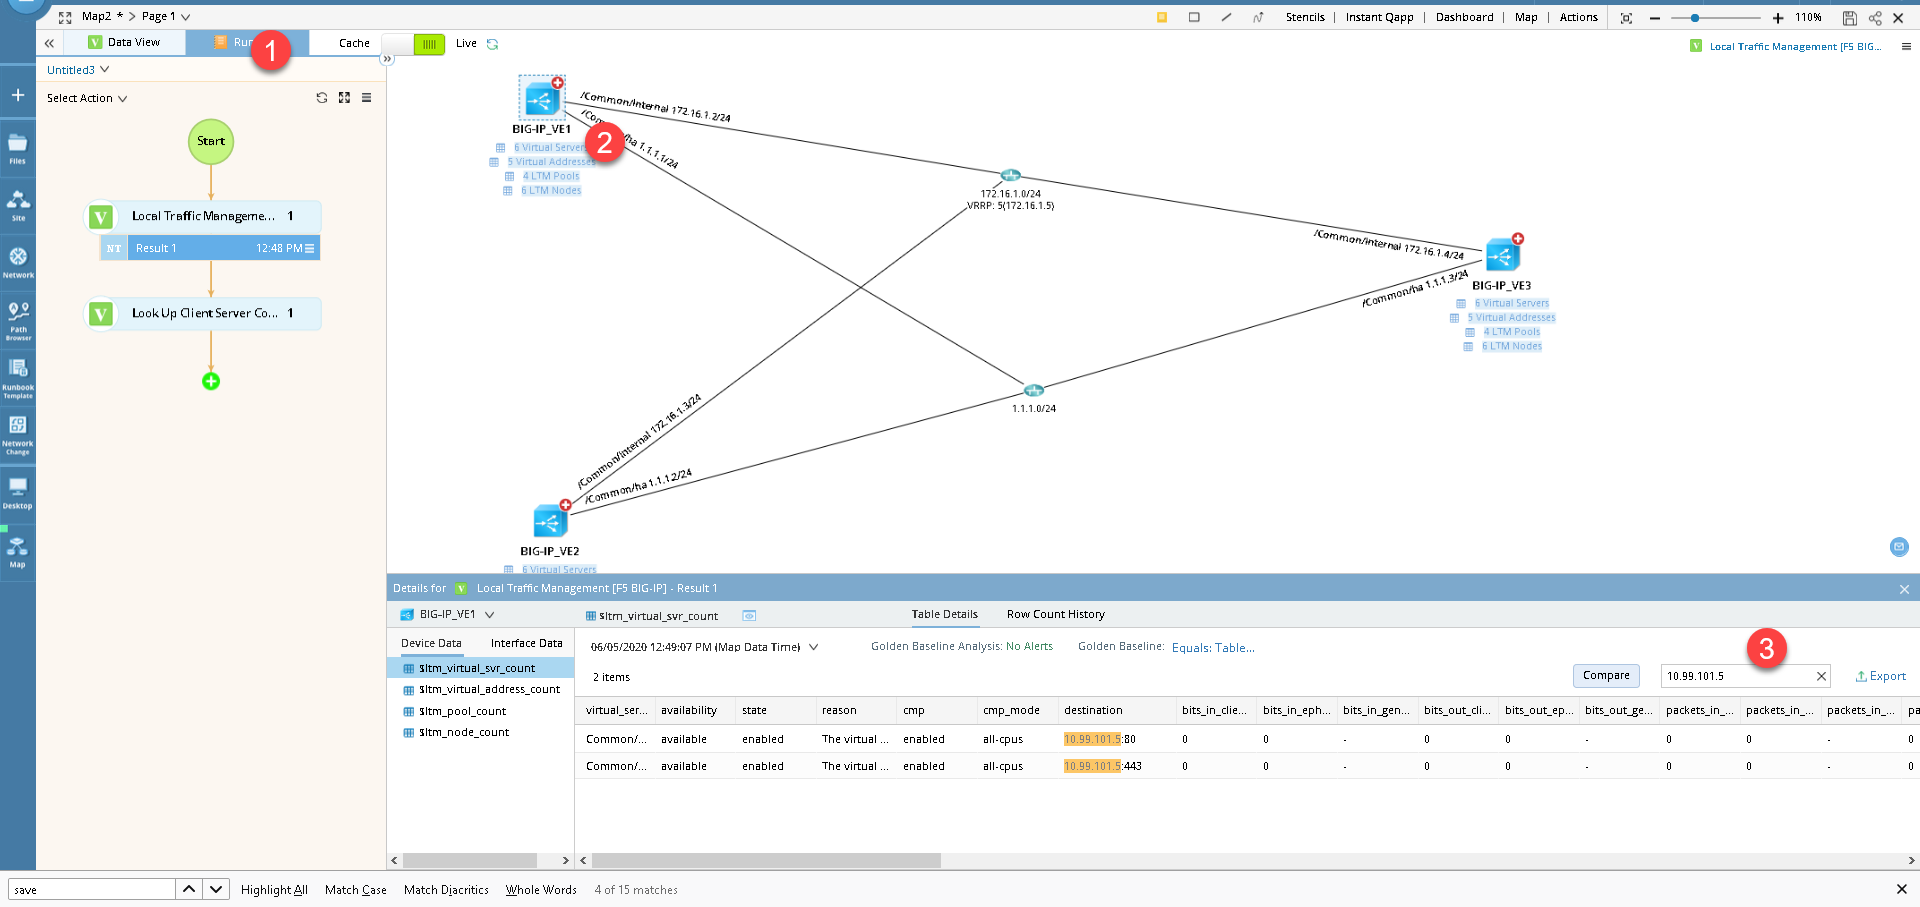 Map2 * > Page 1
Stencils | Instant Qapp | Dashboard | Map | Actions
110%
Data View
Run
1
Cache
Live
Local Traffic Management [F5 BIG...
Untitled3
Select Action
Files
Site
Network
Path Browser
Runbook Template
Network Change
Desktop
Map
Start
Local Traffic Manageme... 1
NT Result 1 12:48 PM
Look Up Client Server Co... 1
BIG-IP_VE1
6 Virtual Servers
5 Virtual Addresses
4 LTM Pools
6 LTM Nodes
2
/Common/internal 172.16.1.2/24
/Common/ha 1.1.1.1/24
172.16.1.0/24
VRRP: 5(172.16.1.5)
/Common/internal 172.16.1.4/24
/Common/ha 1.1.1.3/24
BIG-IP_VE3
6 Virtual Servers
5 Virtual Addresses
4 LTM Pools
6 LTM Nodes
1.1.1.0/24
/Common/internal 172.16.1.3/24
/Common/ha 1.1.1.2/24
BIG-IP_VE2
6 Virtual Servers
Details for Local Traffic Management [F5 BIG-IP] - Result 1
BIG-IP_VE1
$ltm_virtual_svr_count
Table Details
Row Count History
Device Data
Interface Data
$ltm_virtual_svr_count
$ltm_virtual_address_count
$ltm_pool_count
$ltm_node_count
06/05/2020 12:49:07 PM (Map Data Time)
Golden Baseline Analysis: No Alerts
Golden Baseline: Equals: Table...
3
2 items
Compare
10.99.101.5
Export
virtual_ser... availability state reason cmp cmp_mode destination bits_in_clie... bits_in_eph... bits_in_gen... bits_out_cli... bits_out_ep... bits_out_ge... packets_in_... packets_in_... packets_in_... pa
Common/... available enabled The virtual ... enabled all-cpus 10.99.101.5:80 0 0 - 0 0 - 0 0 - 0
Common/... available enabled The virtual ... enabled all-cpus 10.99.101.5:443 0 0 - 0 0 - 0 0 - 0
save
Highlight All
Match Case
Match Diacritics
Whole Words
4 of 15 matches